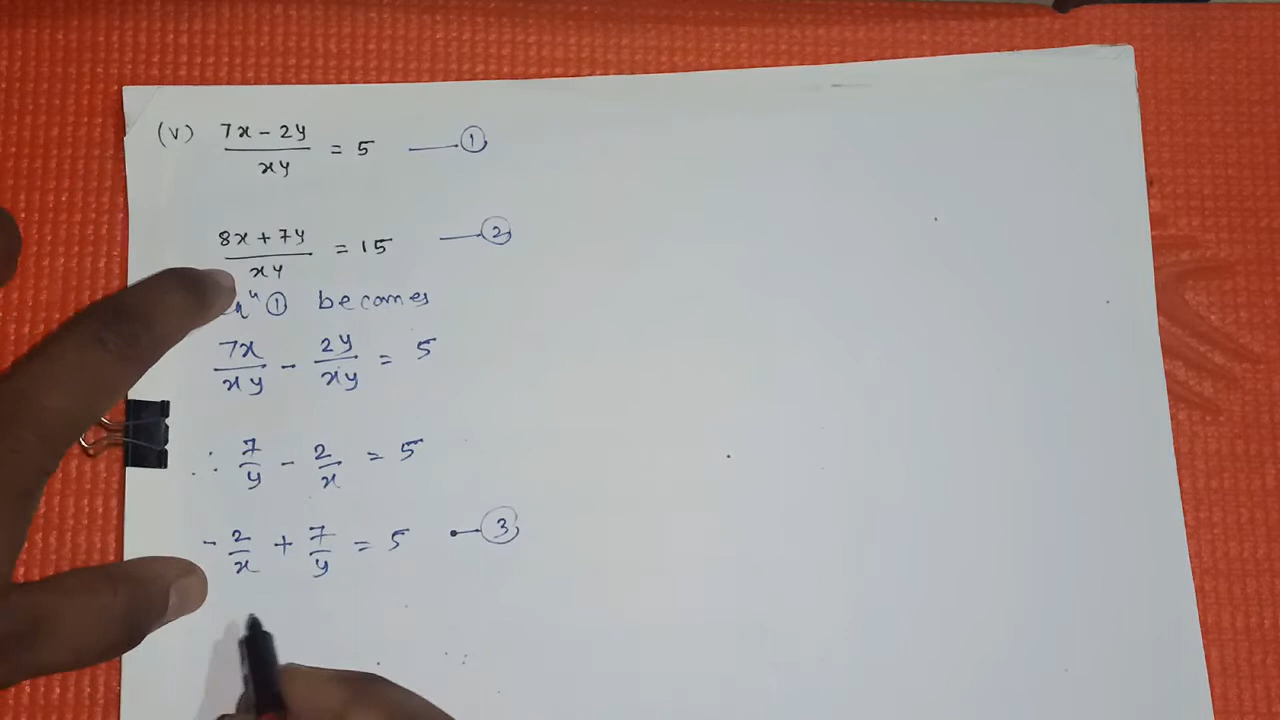 (V) 7x - 2y / xy = 5 —— ①
8x + 7y / xy = 15 —— ②
① becomes
7x/xy - 2y/xy = 5
∴ 7/y - 2/x = 5
- 2/x + 7/y = 5 —— ③